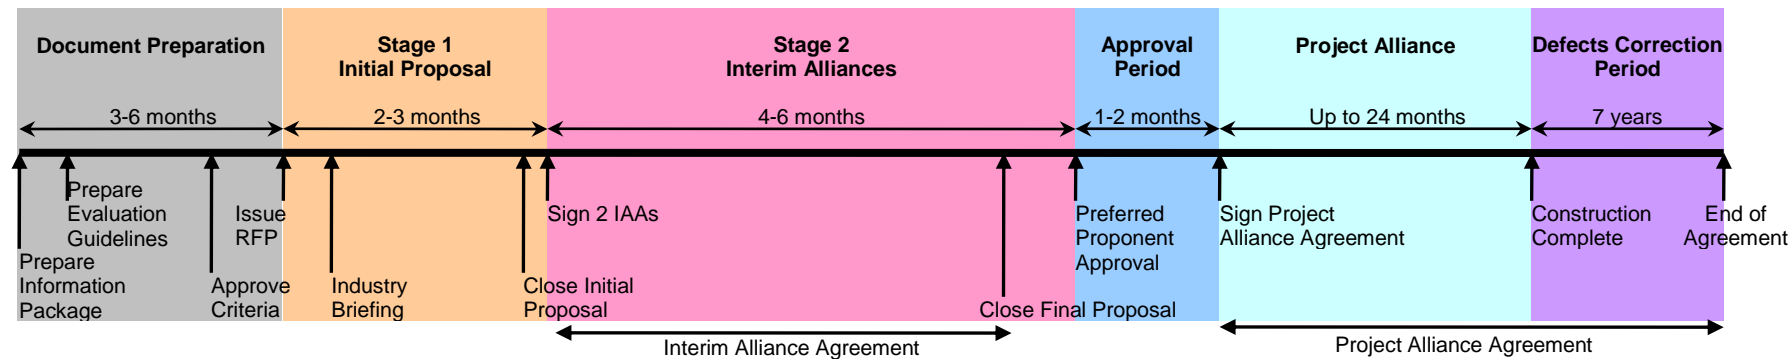 Document Preparation
Stage 1
Initial Proposal
Stage 2
Interim Alliances
Approval
Period
Project Alliance
Defects Correction
Period
3-6 months
2-3 months
4-6 months
1-2 months
Up to 24 months
7 years
Prepare
Evaluation
Guidelines
Issue
RFP
Sign 2 IAAs
Preferred
Proponent
Approval
Sign Project
Alliance Agreement
Construction
Complete
End of
Agreement
Prepare
Information
Package
Approve
Criteria
Industry
Briefing
Close Initial
Proposal
Close Final Proposal
Interim Alliance Agreement
Project Alliance Agreement